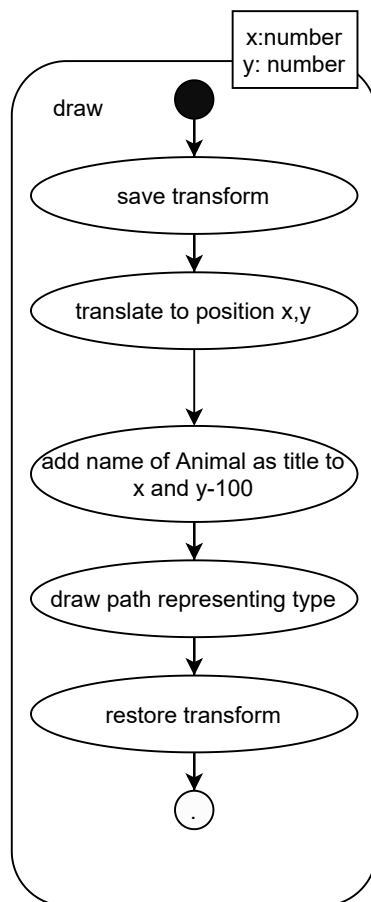 x:number
y: number
draw
save transform
translate to position x,y
add name of Animal as title to
x and y-100
draw path representing type
restore transform
.